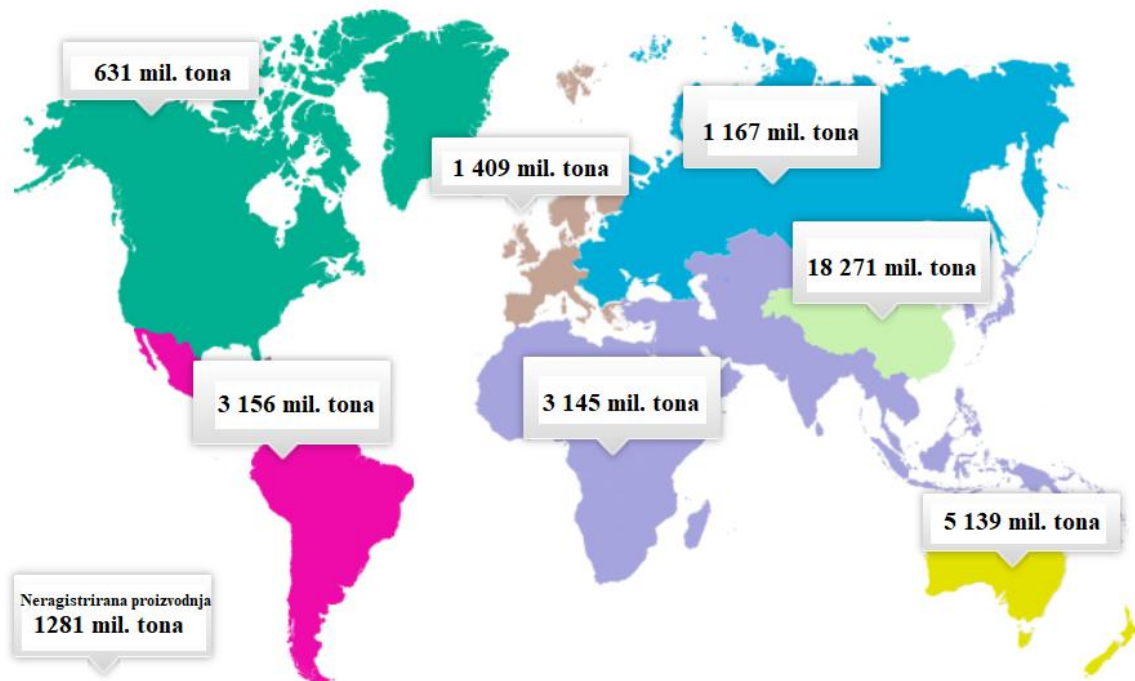 631 mil. tona
1 167 mil. tona
1 409 mil. tona
18 271 mil. tona
3 156 mil. tona
3 145 mil. tona
5 139 mil. tona
Neragistrirana proizvodnja
1281 mil. tona